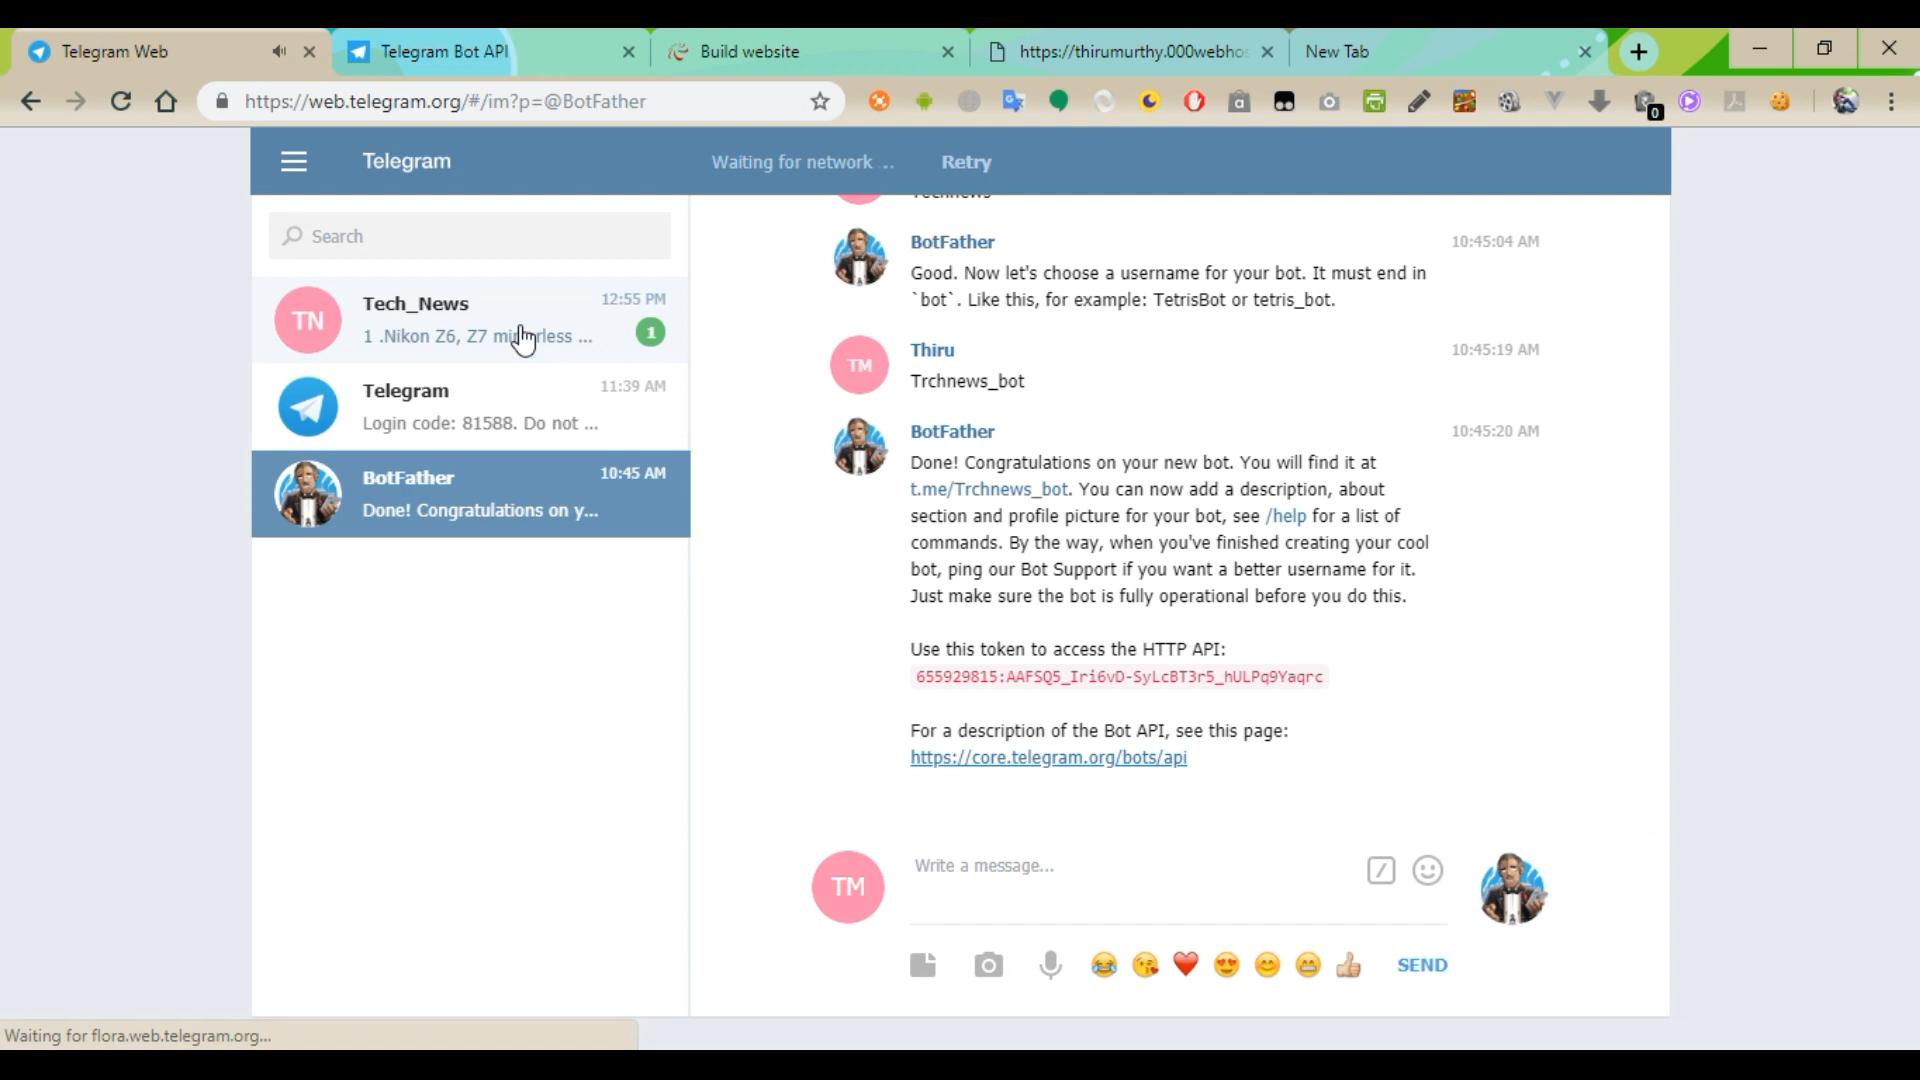 Telegram Web
Telegram Bot API
Build website
https://thirumurthy.000webhos
New Tab
https://web.telegram.org/#/im?p=@BotFather
0
Telegram
Waiting for network ..
Retry
Search
TN
Tech_News
12:55 PM
1 .Nikon Z6, Z7 mirrorless ...
1
Telegram
11:39 AM
Login code: 81588. Do not ...
BotFather
10:45 AM
Done! Congratulations on y...
BotFather
10:45:04 AM
Good. Now let's choose a username for your bot. It must end in
`bot`. Like this, for example: TetrisBot or tetris_bot.
TM
Thiru
10:45:19 AM
Trchnews_bot
BotFather
10:45:20 AM
Done! Congratulations on your new bot. You will find it at
t.me/Trchnews_bot. You can now add a description, about
section and profile picture for your bot, see /help for a list of
commands. By the way, when you've finished creating your cool
bot, ping our Bot Support if you want a better username for it.
Just make sure the bot is fully operational before you do this.
Use this token to access the HTTP API:
655929815:AAFSQ5_Iri6vD-SyLcBT3r5_hULPq9Yaqrc
For a description of the Bot API, see this page:
https://core.telegram.org/bots/api
TM
Write a message...
SEND
Waiting for flora.web.telegram.org...